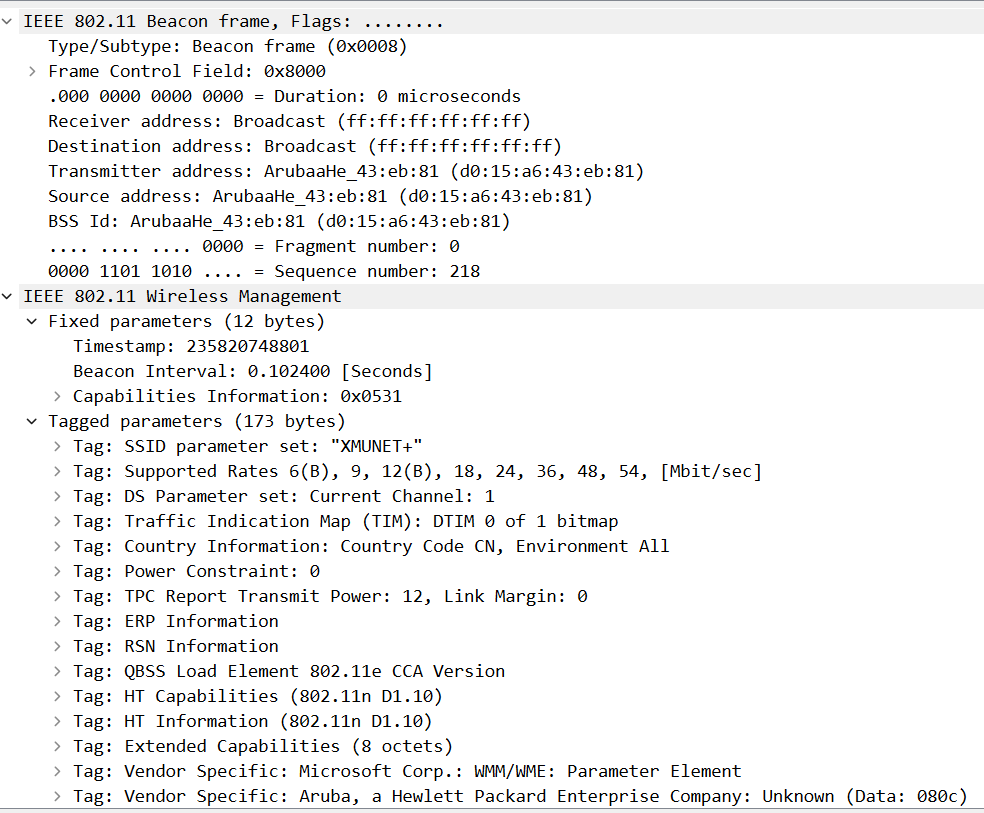 IEEE 802.11 Beacon frame, Flags: ........
Type/Subtype: Beacon frame (0x0008)
Frame Control Field: 0x8000
.000 0000 0000 0000 = Duration: 0 microseconds
Receiver address: Broadcast (ff:ff:ff:ff:ff:ff)
Destination address: Broadcast (ff:ff:ff:ff:ff:ff)
Transmitter address: ArubaaHe_43:eb:81 (d0:15:a6:43:eb:81)
Source address: ArubaaHe_43:eb:81 (d0:15:a6:43:eb:81)
BSS Id: ArubaaHe_43:eb:81 (d0:15:a6:43:eb:81)
.... .... .... 0000 = Fragment number: 0
0000 1101 1010 .... = Sequence number: 218
IEEE 802.11 Wireless Management
Fixed parameters (12 bytes)
Timestamp: 235820748801
Beacon Interval: 0.102400 [Seconds]
Capabilities Information: 0x0531
Tagged parameters (173 bytes)
Tag: SSID parameter set: "XMUNET+"
Tag: Supported Rates 6(B), 9, 12(B), 18, 24, 36, 48, 54, [Mbit/sec]
Tag: DS Parameter set: Current Channel: 1
Tag: Traffic Indication Map (TIM): DTIM 0 of 1 bitmap
Tag: Country Information: Country Code CN, Environment All
Tag: Power Constraint: 0
Tag: TPC Report Transmit Power: 12, Link Margin: 0
Tag: ERP Information
Tag: RSN Information
Tag: QBSS Load Element 802.11e CCA Version
Tag: HT Capabilities (802.11n D1.10)
Tag: HT Information (802.11n D1.10)
Tag: Extended Capabilities (8 octets)
Tag: Vendor Specific: Microsoft Corp.: WMM/WME: Parameter Element
Tag: Vendor Specific: Aruba, a Hewlett Packard Enterprise Company: Unknown (Data: 080c)